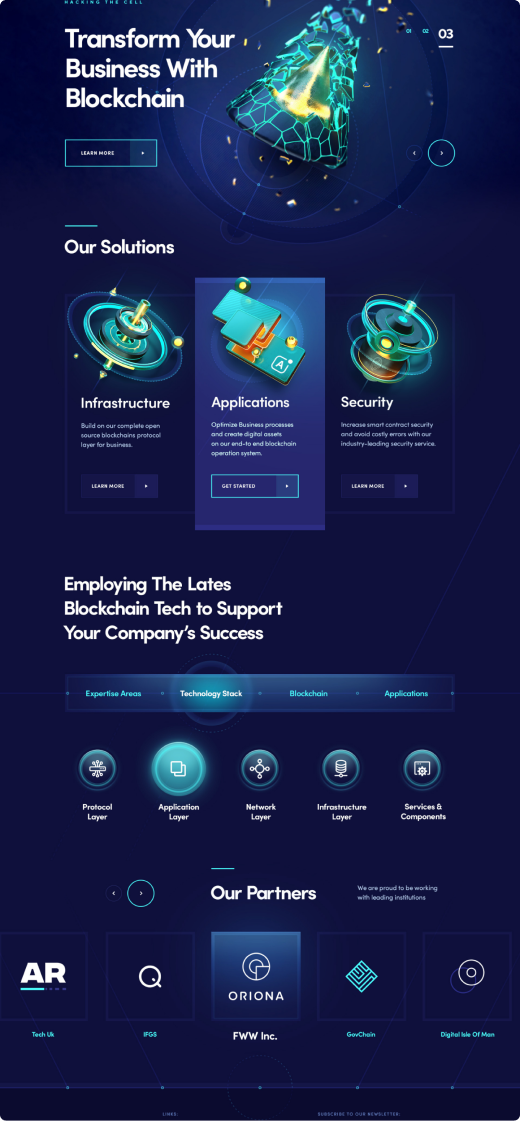 HACKING THE CELL
Transform Your
Business With
Blockchain
01 02 03
LEARN MORE
Our Solutions
Infrastructure
Build on our complete open
source blockchains protocal
layer for business.
LEARN MORE
A
Applications
Optimize Business processes
and create digital assets
on our end-to end blockchain
operation system.
GET STARTED
Security
Increase smart contract security
and avoid costly errors with our
industry-leading security service.
LEARN MORE
Employing The Lates
Blockchain Tech to Support
Your Company’s Success
Expertise Areas Technology Stack Blockchain Applications
Protocol
Layer
Application
Layer
Network
Layer
Infrastructure
Layer
Services &
Components
Our Partners
We are proud to be working
with leading institutions
AR
Tech Uk
IFGS
ORIONA
FWW Inc.
GovChain
Digital Isle Of Man
LINKS:
SUBSCRIBE TO OUR NEWSLETTER: